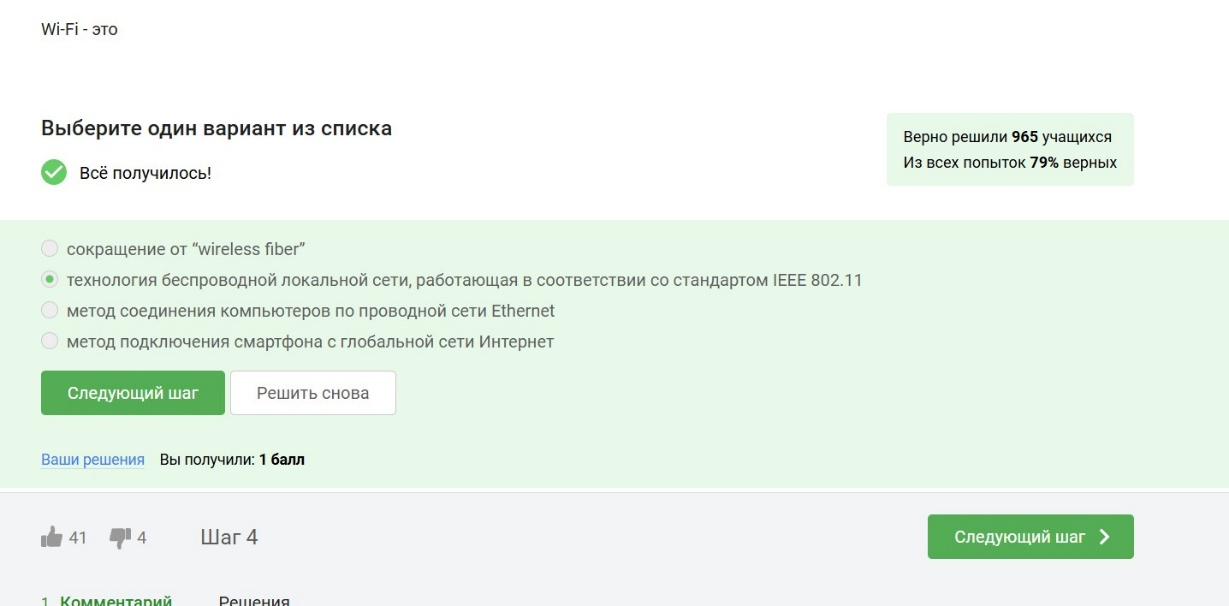 Wi-Fi - это
Выберите один вариант из списка
Всё получилось!
Верно решили 965 учащихся
Из всех попыток 79% верных
сокращение от “wireless fiber”
технология беспроводной локальной сети, работающая в соответствии со стандартом IEEE 802.11
метод соединения компьютеров по проводной сети Ethernet
метод подключения смартфона с глобальной сети Интернет
Следующий шаг
Решить снова
Ваши решения Вы получили: 1 балл
41 4 Шаг 4
Следующий шаг
1 Комментарий Решения